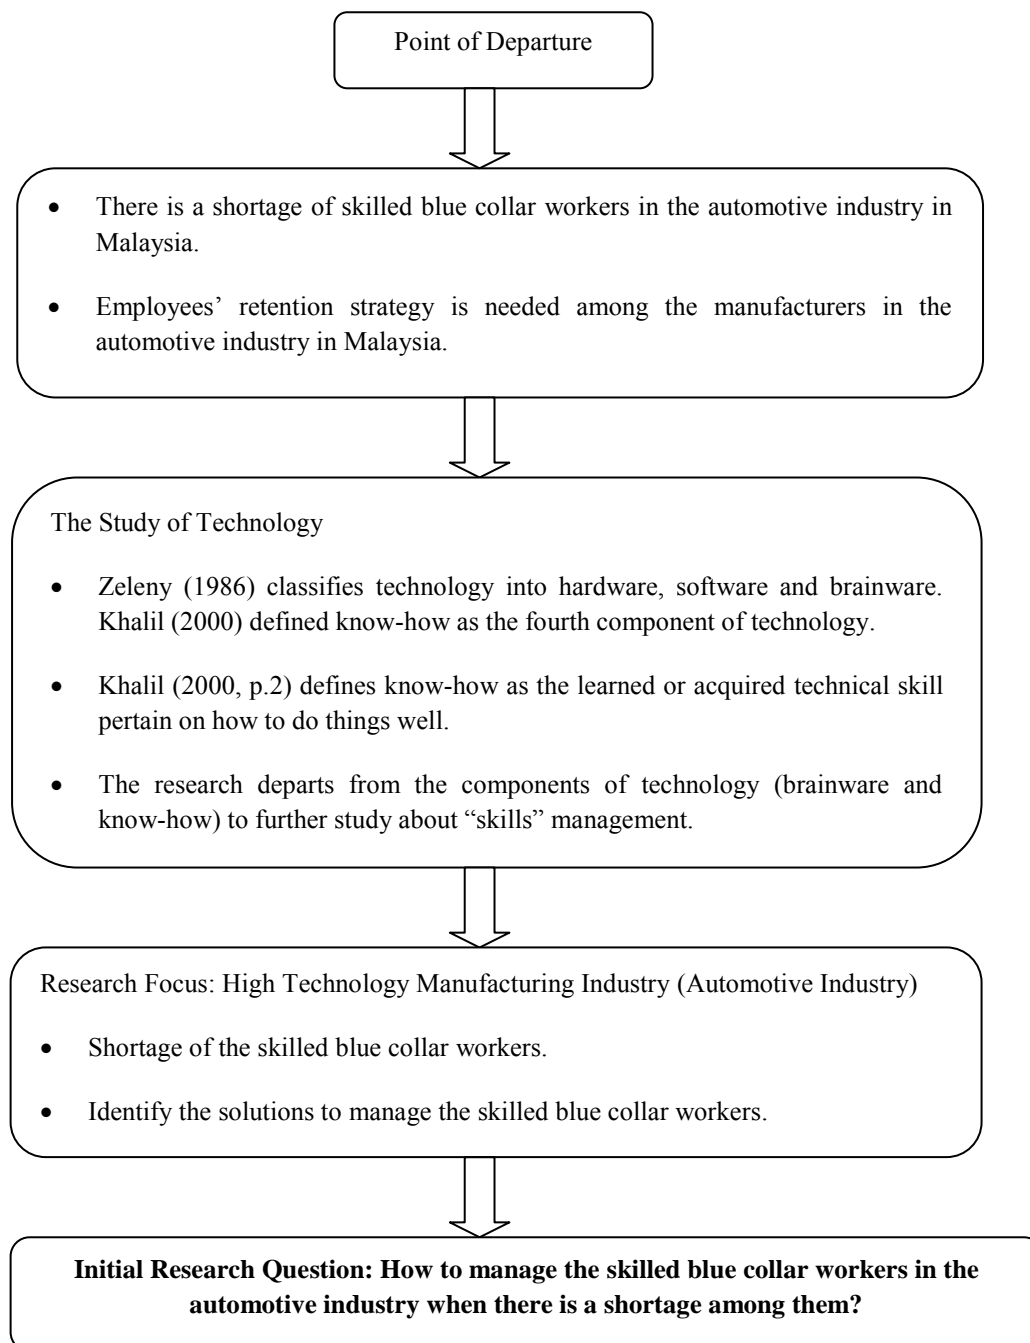 Point of Departure
• There is a shortage of skilled blue collar workers in the automotive industry in
Malaysia.
• Employees’ retention strategy is needed among the manufacturers in the
automotive industry in Malaysia.
The Study of Technology
• Zeleny (1986) classifies technology into hardware, software and brainware.
Khalil (2000) defined know-how as the fourth component of technology.
• Khalil (2000, p.2) defines know-how as the learned or acquired technical skill
pertain on how to do things well.
• The research departs from the components of technology (brainware and
know-how) to further study about “skills” management.
Research Focus: High Technology Manufacturing Industry (Automotive Industry)
• Shortage of the skilled blue collar workers.
• Identify the solutions to manage the skilled blue collar workers.
Initial Research Question: How to manage the skilled blue collar workers in the
automotive industry when there is a shortage among them?